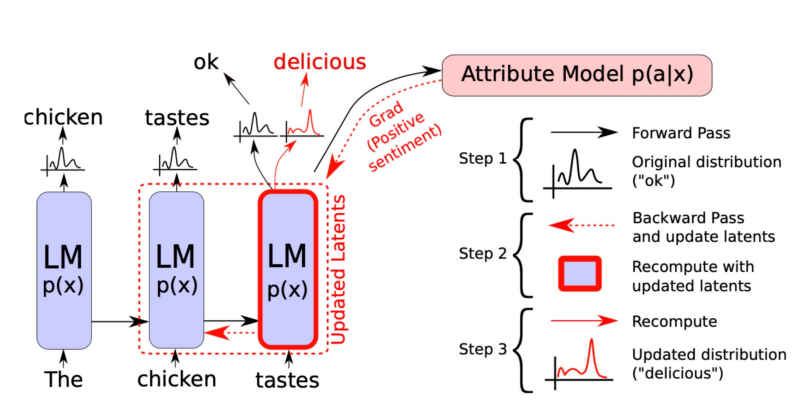 ok
delicious
Attribute Model p(a|x)
chicken
tastes
Grad
(Positive
sentiment)
LM
p(x)
LM
p(x)
LM
p(x)
Updated Latents
The
chicken
tastes
Step 1
Forward Pass
Original distribution
("ok")
Step 2
Backward Pass
and update latents
Recompute with
updated latents
Step 3
Recompute
Updated distribution
("delicious")